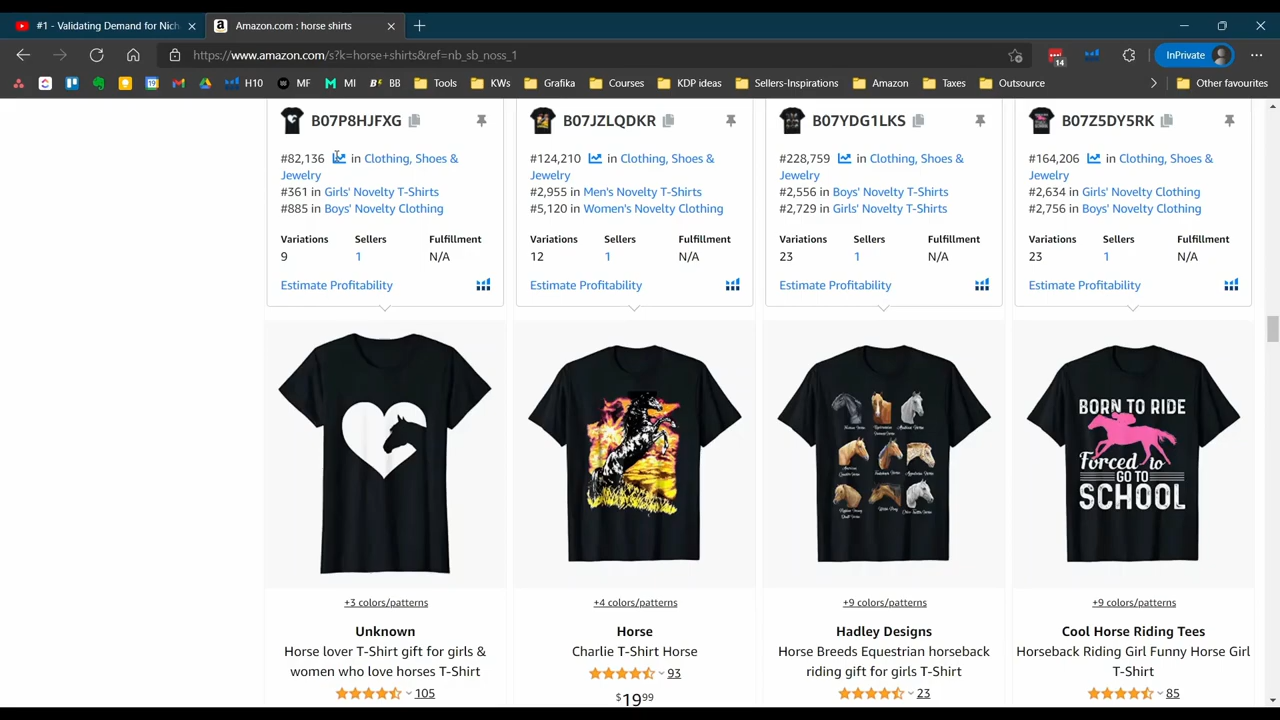 #1 - Validating Demand for Nich
Amazon.com : horse shirts
https://www.amazon.com/s?k=horse+shirts&ref=nb_sb_noss_1
14
InPrivate
19
H10
MF
MI
BB
Tools
KWs
Grafika
Courses
KDP ideas
Sellers-Inspirations
Amazon
Taxes
Outsource
Other favourites
B07P8HJFXG
#82,136 in Clothing, Shoes &
Jewelry
#361 in Girls' Novelty T-Shirts
#885 in Boys' Novelty Clothing
Variations Sellers Fulfillment
9 1 N/A
Estimate Profitability
B07JZLQDKR
#124,210 in Clothing, Shoes &
Jewelry
#2,955 in Men's Novelty T-Shirts
#5,120 in Women's Novelty Clothing
Variations Sellers Fulfillment
12 1 N/A
Estimate Profitability
B07YDG1LKS
#228,759 in Clothing, Shoes &
Jewelry
#2,556 in Boys' Novelty T-Shirts
#2,729 in Girls' Novelty T-Shirts
Variations Sellers Fulfillment
23 1 N/A
Estimate Profitability
B07Z5DY5RK
#164,206 in Clothing, Shoes &
Jewelry
#2,634 in Girls' Novelty Clothing
#2,756 in Boys' Novelty Clothing
Variations Sellers Fulfillment
23 1 N/A
Estimate Profitability
BORN TO RIDE
Forced to
GO TO
SCHOOL
+3 colors/patterns
Unknown
Horse lover T-Shirt gift for girls &
women who love horses T-Shirt
105
+4 colors/patterns
Horse
Charlie T-Shirt Horse
93
$19.99
+9 colors/patterns
Hadley Designs
Horse Breeds Equestrian horseback
riding gift for girls T-Shirt
23
+9 colors/patterns
Cool Horse Riding Tees
Horseback Riding Girl Funny Horse Girl
T-Shirt
85